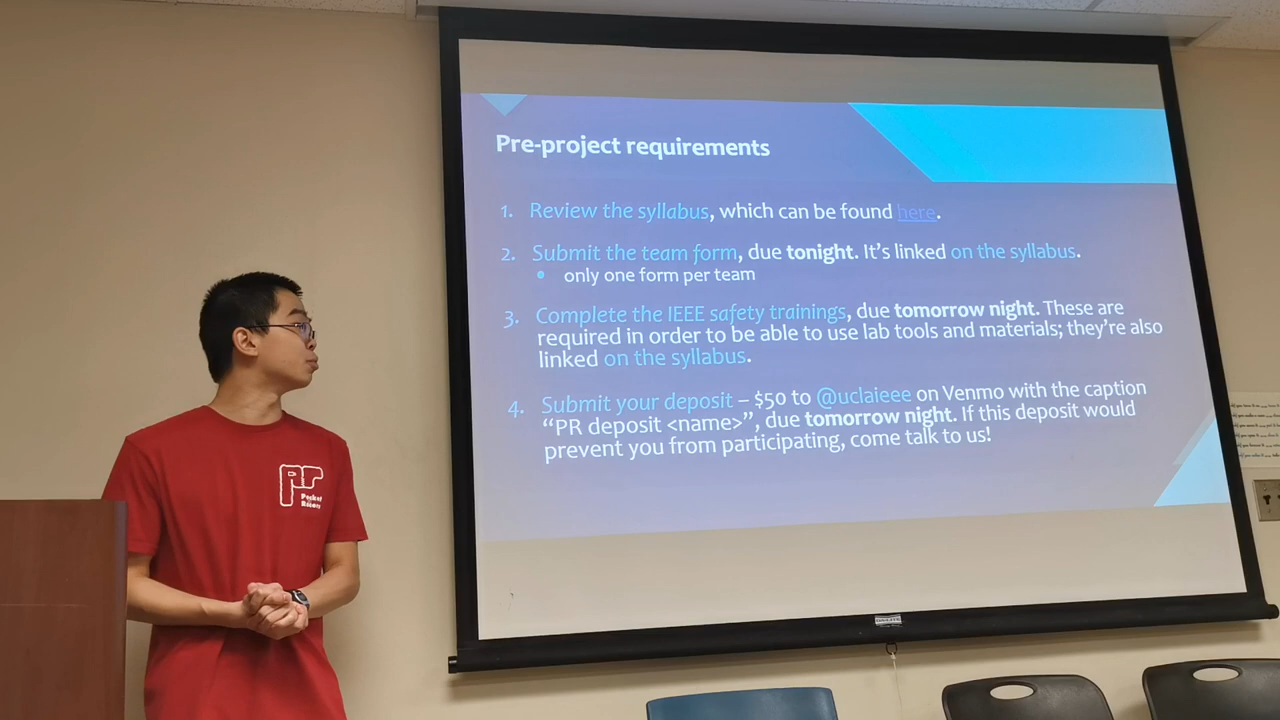 Pre-project requirements
1. Review the syllabus, which can be found here.
2. Submit the team form, due tonight. It's linked on the syllabus.
• only one form per team
3. Complete the IEEE safety trainings, due tomorrow night. These are
required in order to be able to use lab tools and materials; they're also
linked on the syllabus.
4. Submit your deposit – $50 to @uclaieee on Venmo with the caption
"PR deposit <name>", due tomorrow night. If this deposit would
prevent you from participating, come talk to us!
PR